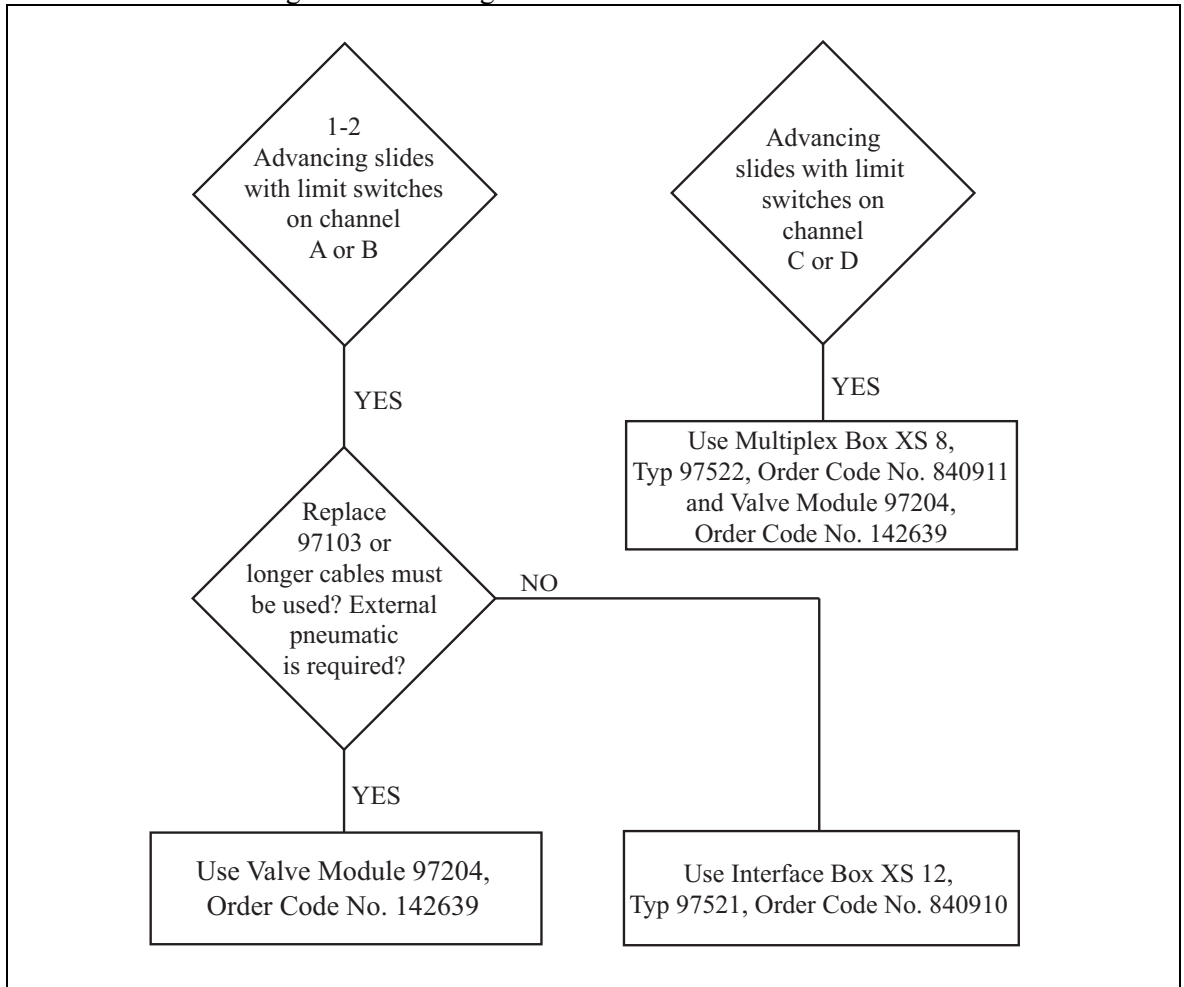 1-2
Advancing slides
with limit switches
on channel
A or B
YES
Replace
97103 or
longer cables must
be used? External
pneumatic
is required?
YES
Use Valve Module 97204,
Order Code No. 142639
NO
Use Interface Box XS 12,
Typ 97521, Order Code No. 840910
Advancing
slides with limit
switches on
channel
C or D
YES
Use Multiplex Box XS 8,
Typ 97522, Order Code No. 840911
and Valve Module 97204,
Order Code No. 142639